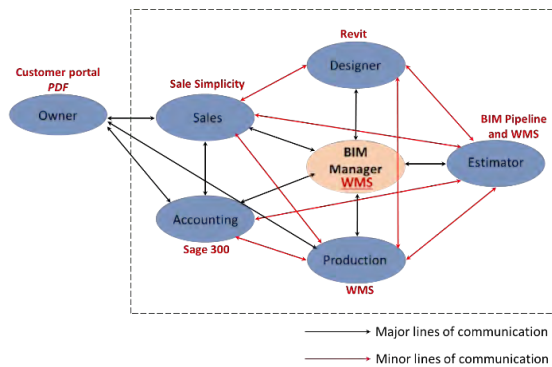 Revit
Designer
Customer portal
PDF
Owner
Sale Simplicity
Sales
BIM Pipeline
and WMS
Estimator
BIM
Manager
WMS
Accounting
Sage 300
Production
WMS
Major lines of communication
Minor lines of communication